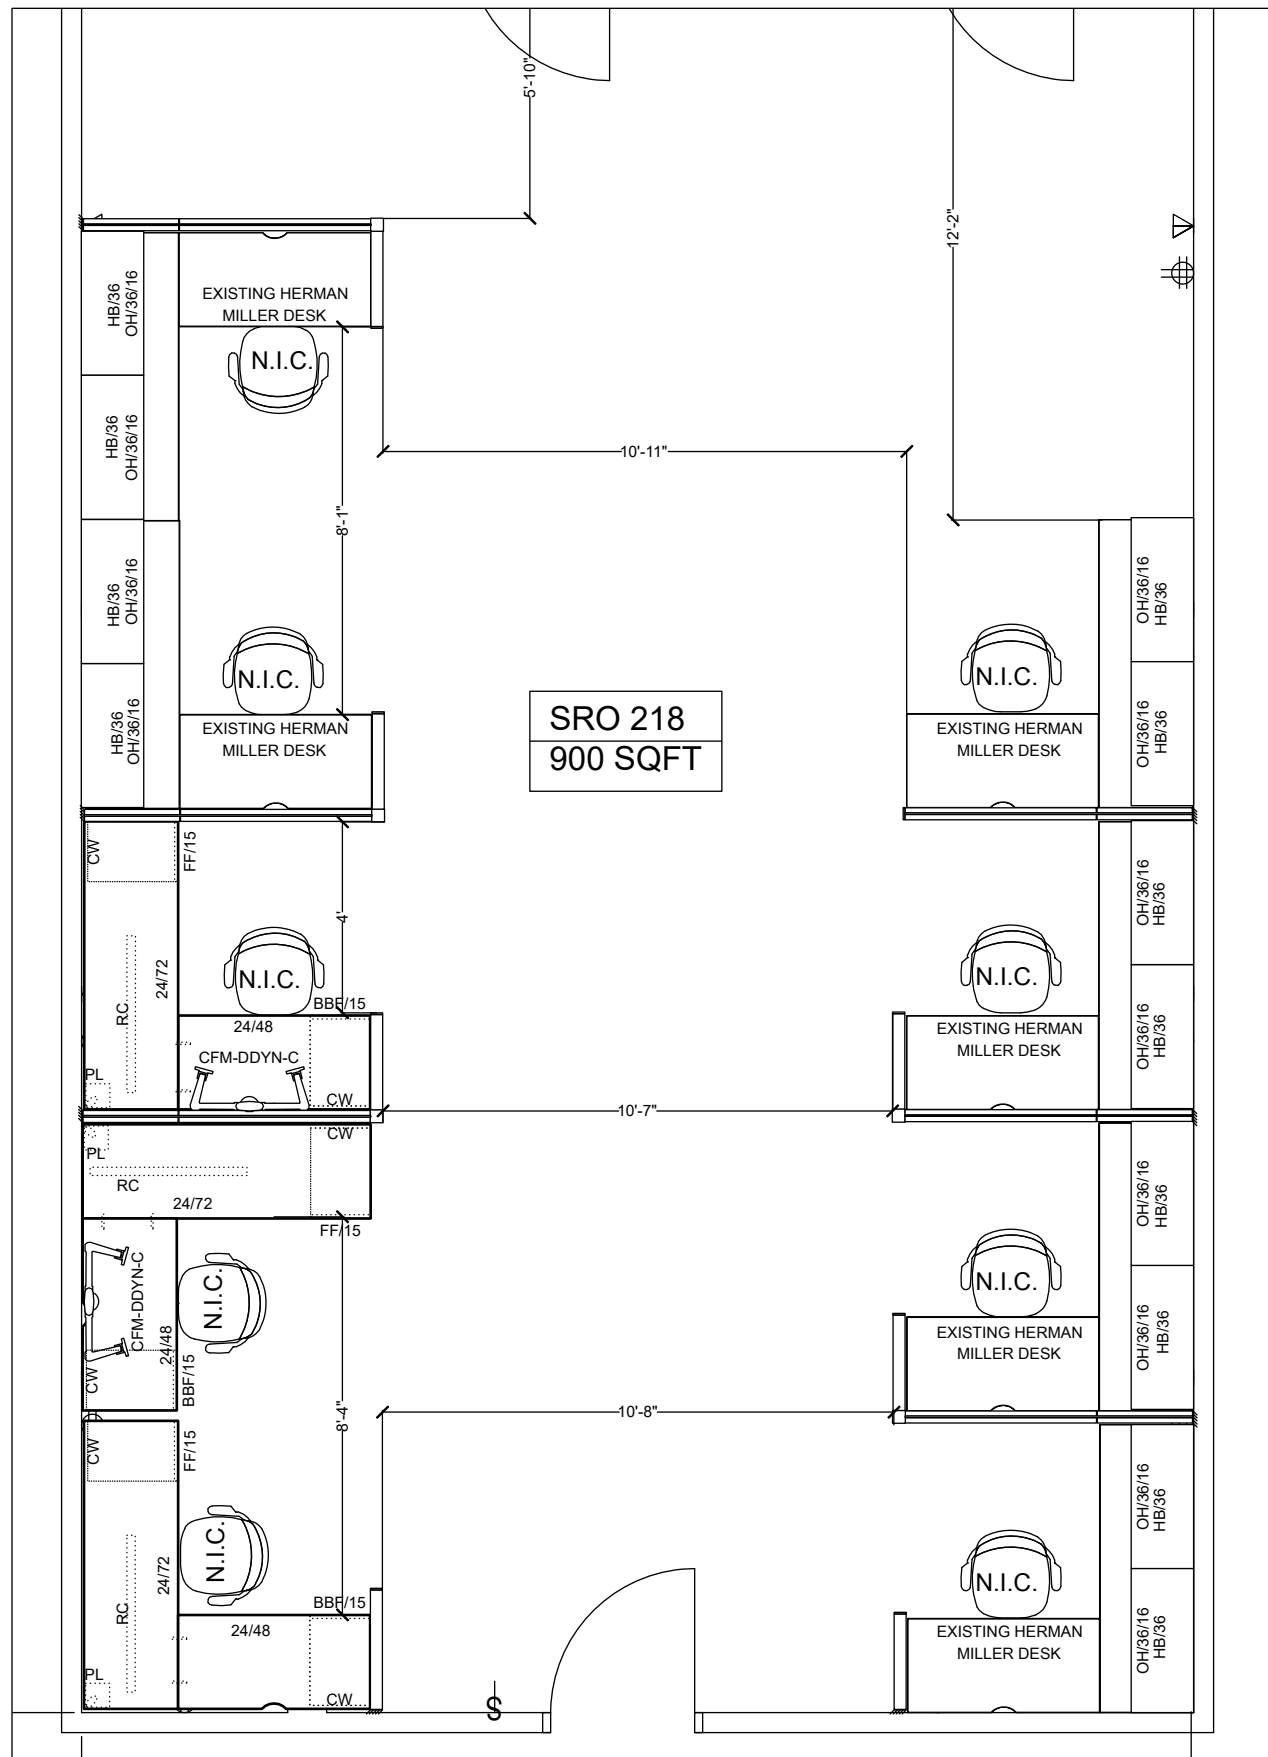 5'-10"
12'-2"
HB/36
OH/36/16
EXISTING HERMAN
MILLER DESK
N.I.C.
HB/36
OH/36/16
10'-11"
8'-1"
HB/36
OH/36/16
N.I.C.
HB/36
OH/36/16
EXISTING HERMAN
MILLER DESK
SRO 218
900 SQFT
N.I.C.
EXISTING HERMAN
MILLER DESK
OH/36/16
HB/36
OH/36/16
HB/36
CW
FF/15
4'
24/72
RC
N.I.C.
BBF/15
24/48
CFM-DDYN-C
PL
CW
N.I.C.
EXISTING HERMAN
MILLER DESK
OH/36/16
HB/36
OH/36/16
HB/36
10'-7"
PL
CW
RC
24/72
FF/15
CFM-DDYN-C
N.I.C.
24/48
CW
BBF/15
N.I.C.
EXISTING HERMAN
MILLER DESK
OH/36/16
HB/36
OH/36/16
HB/36
8'-4"
10'-8"
CW
FF/15
N.I.C.
24/72
RC
BBF/15
24/48
PL
CW
S
N.I.C.
EXISTING HERMAN
MILLER DESK
OH/36/16
HB/36
OH/36/16
HB/36